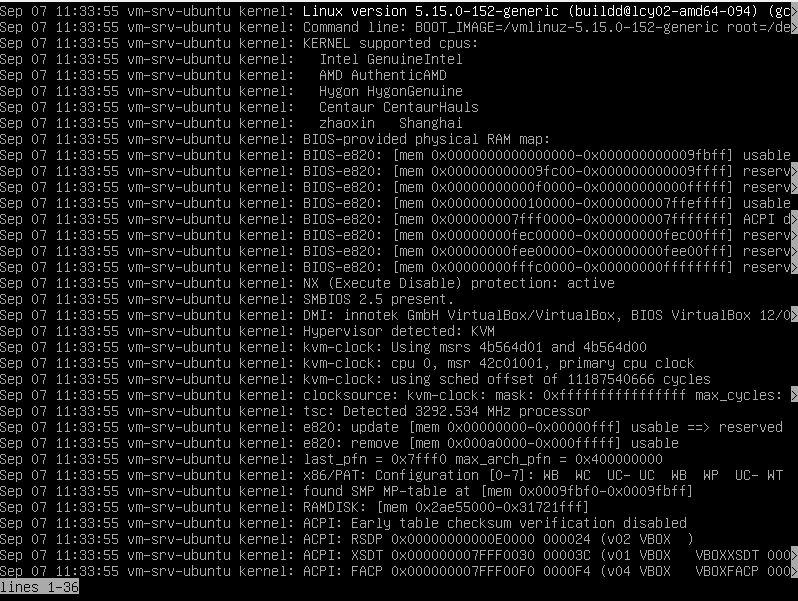 Sep 07 11:33:55 vm-srv-ubuntu kernel: Linux version 5.15.0-152-generic (buildd@lcy02-amd64-094) (gc>
Sep 07 11:33:55 vm-srv-ubuntu kernel: Command line: BOOT_IMAGE=/vmlinuz-5.15.0-152-generic root=/de>
Sep 07 11:33:55 vm-srv-ubuntu kernel: KERNEL supported cpus:
Sep 07 11:33:55 vm-srv-ubuntu kernel:   Intel GenuineIntel
Sep 07 11:33:55 vm-srv-ubuntu kernel:   AMD AuthenticAMD
Sep 07 11:33:55 vm-srv-ubuntu kernel:   Hygon HygonGenuine
Sep 07 11:33:55 vm-srv-ubuntu kernel:   Centaur CentaurHauls
Sep 07 11:33:55 vm-srv-ubuntu kernel:   zhaoxin   Shanghai
Sep 07 11:33:55 vm-srv-ubuntu kernel: BIOS-provided physical RAM map:
Sep 07 11:33:55 vm-srv-ubuntu kernel: BIOS-e820: [mem 0x0000000000000000-0x000000000009fbff] usable
Sep 07 11:33:55 vm-srv-ubuntu kernel: BIOS-e820: [mem 0x000000000009fc00-0x000000000009ffff] reserv>
Sep 07 11:33:55 vm-srv-ubuntu kernel: BIOS-e820: [mem 0x00000000000f0000-0x00000000000fffff] reserv>
Sep 07 11:33:55 vm-srv-ubuntu kernel: BIOS-e820: [mem 0x0000000000100000-0x000000007ffeffff] usable
Sep 07 11:33:55 vm-srv-ubuntu kernel: BIOS-e820: [mem 0x000000007fff0000-0x000000007fffffff] ACPI d>
Sep 07 11:33:55 vm-srv-ubuntu kernel: BIOS-e820: [mem 0x00000000fec00000-0x00000000fec00fff] reserv>
Sep 07 11:33:55 vm-srv-ubuntu kernel: BIOS-e820: [mem 0x00000000fee00000-0x00000000fee00fff] reserv>
Sep 07 11:33:55 vm-srv-ubuntu kernel: BIOS-e820: [mem 0x00000000fffc0000-0x00000000ffffffff] reserv>
Sep 07 11:33:55 vm-srv-ubuntu kernel: NX (Execute Disable) protection: active
Sep 07 11:33:55 vm-srv-ubuntu kernel: SMBIOS 2.5 present.
Sep 07 11:33:55 vm-srv-ubuntu kernel: DMI: innotek GmbH VirtualBox/VirtualBox, BIOS VirtualBox 12/0>
Sep 07 11:33:55 vm-srv-ubuntu kernel: Hypervisor detected: KVM
Sep 07 11:33:55 vm-srv-ubuntu kernel: kvm-clock: Using msrs 4b564d01 and 4b564d00
Sep 07 11:33:55 vm-srv-ubuntu kernel: kvm-clock: cpu 0, msr 42c01001, primary cpu clock
Sep 07 11:33:55 vm-srv-ubuntu kernel: kvm-clock: using sched offset of 11187540666 cycles
Sep 07 11:33:55 vm-srv-ubuntu kernel: clocksource: kvm-clock: mask: 0xffffffffffffffff max_cycles: >
Sep 07 11:33:55 vm-srv-ubuntu kernel: tsc: Detected 3292.534 MHz processor
Sep 07 11:33:55 vm-srv-ubuntu kernel: e820: update [mem 0x00000000-0x00000fff] usable ==> reserved
Sep 07 11:33:55 vm-srv-ubuntu kernel: e820: remove [mem 0x000a0000-0x000fffff] usable
Sep 07 11:33:55 vm-srv-ubuntu kernel: last_pfn = 0x7fff0 max_arch_pfn = 0x400000000
Sep 07 11:33:55 vm-srv-ubuntu kernel: x86/PAT: Configuration [0-7]: WB  WC  UC- UC  WB  WP  UC- WT
Sep 07 11:33:55 vm-srv-ubuntu kernel: found SMP MP-table at [mem 0x0009fbf0-0x0009fbff]
Sep 07 11:33:55 vm-srv-ubuntu kernel: RAMDISK: [mem 0x2ae55000-0x31721fff]
Sep 07 11:33:55 vm-srv-ubuntu kernel: ACPI: Early table checksum verification disabled
Sep 07 11:33:55 vm-srv-ubuntu kernel: ACPI: RSDP 0x00000000000E0000 000024 (v02 VBOX  )
Sep 07 11:33:55 vm-srv-ubuntu kernel: ACPI: XSDT 0x000000007FFF0030 00003C (v01 VBOX   VBOXXSDT 000>
Sep 07 11:33:55 vm-srv-ubuntu kernel: ACPI: FACP 0x000000007FFF00F0 0000F4 (v04 VBOX   VBOXFACP 000>
lines 1-36